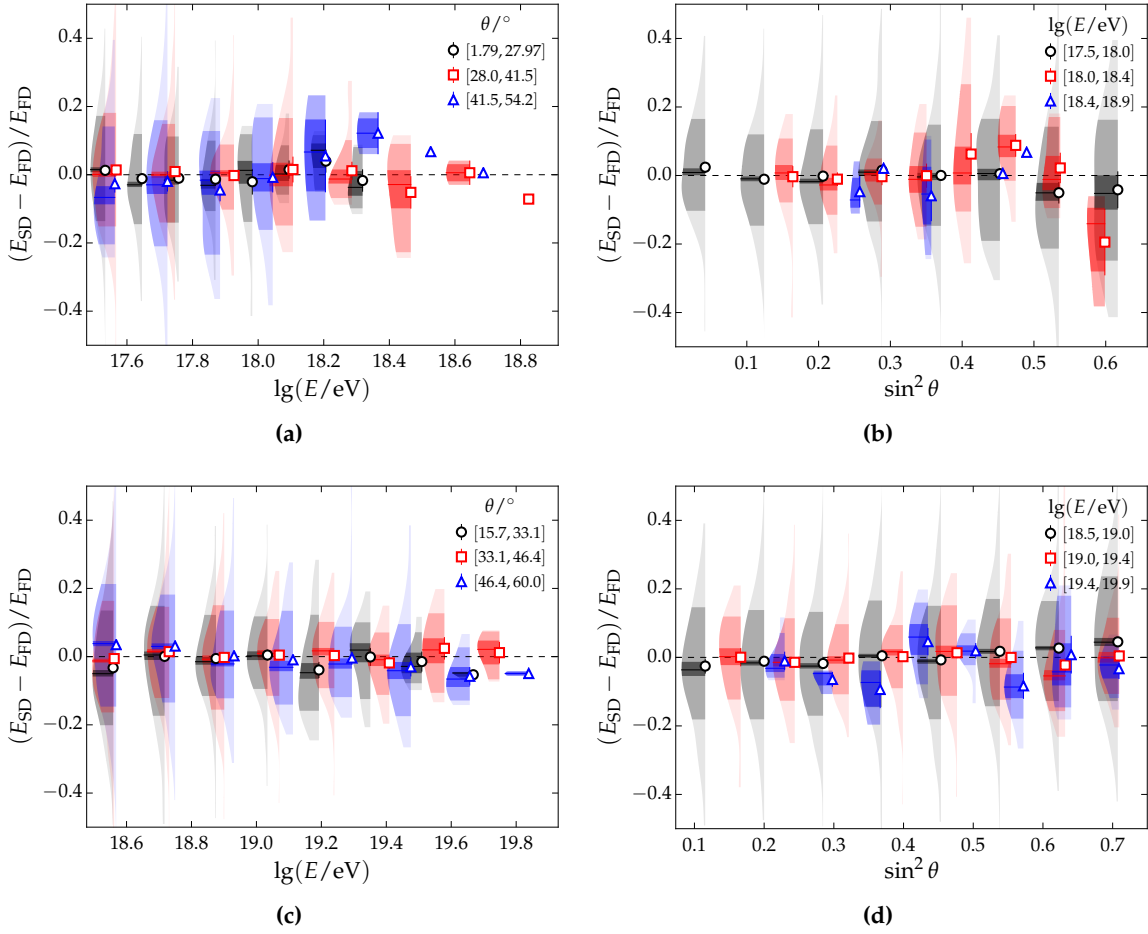 θ/°
[1.79, 27.97]
[28.0, 41.5]
[41.5, 54.2]
0.4
0.2
0.0
−0.2
−0.4
(E_SD − E_FD)/E_FD
17.6 17.8 18.0 18.2 18.4 18.6 18.8
lg(E/eV)
(a)
lg(E/eV)
[17.5, 18.0]
[18.0, 18.4]
[18.4, 18.9]
0.4
0.2
0.0
−0.2
−0.4
(E_SD − E_FD)/E_FD
0.1 0.2 0.3 0.4 0.5 0.6
sin² θ
(b)
θ/°
[15.7, 33.1]
[33.1, 46.4]
[46.4, 60.0]
0.4
0.2
0.0
−0.2
−0.4
(E_SD − E_FD)/E_FD
18.6 18.8 19.0 19.2 19.4 19.6 19.8
lg(E/eV)
(c)
lg(E/eV)
[18.5, 19.0]
[19.0, 19.4]
[19.4, 19.9]
0.4
0.2
0.0
−0.2
−0.4
(E_SD − E_FD)/E_FD
0.1 0.2 0.3 0.4 0.5 0.6 0.7
sin² θ
(d)